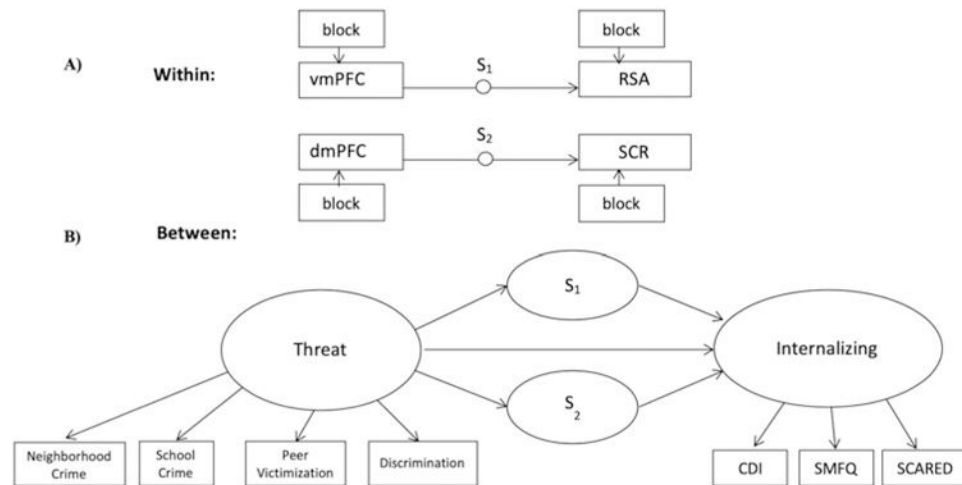 block
block
A)
Within:
vmPFC
S1
RSA
dmPFC
S2
SCR
block
block
B)
Between:
S1
Threat
Internalizing
S2
Neighborhood
Crime
School
Crime
Peer
Victimization
Discrimination
CDI
SMFQ
SCARED